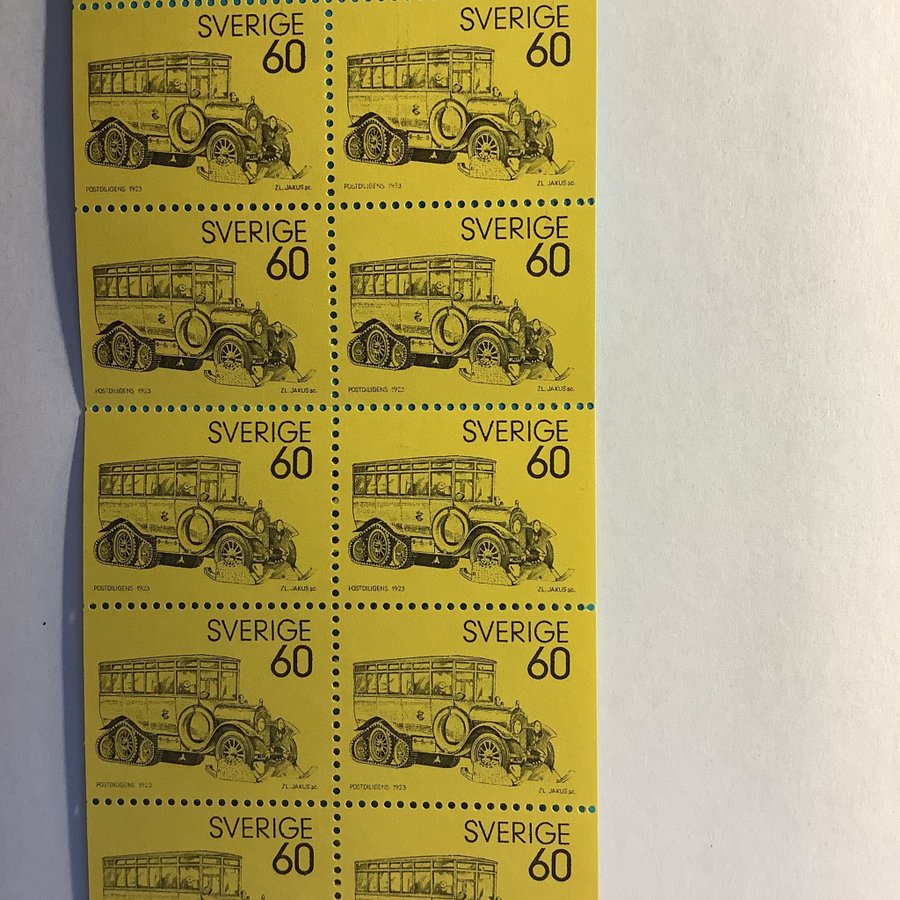 SVERIGE
60
POSTDILIGENS 1923
ZL. JAKUS sc.
SVERIGE
60
POSTDILIGENS 1923
ZL. JAKUS sc.
SVERIGE
60
POSTDILIGENS 1923
ZL. JAKUS sc.
SVERIGE
60
POSTDILIGENS 1923
ZL. JAKUS sc.
SVERIGE
60
POSTDILIGENS 1923
ZL. JAKUS sc.
SVERIGE
60
POSTDILIGENS 1923
ZL. JAKUS sc.
SVERIGE
60
POSTDILIGENS 1923
ZL. JAKUS sc.
SVERIGE
60
POSTDILIGENS 1923
ZL. JAKUS sc.
SVERIGE
60
SVERIGE
60